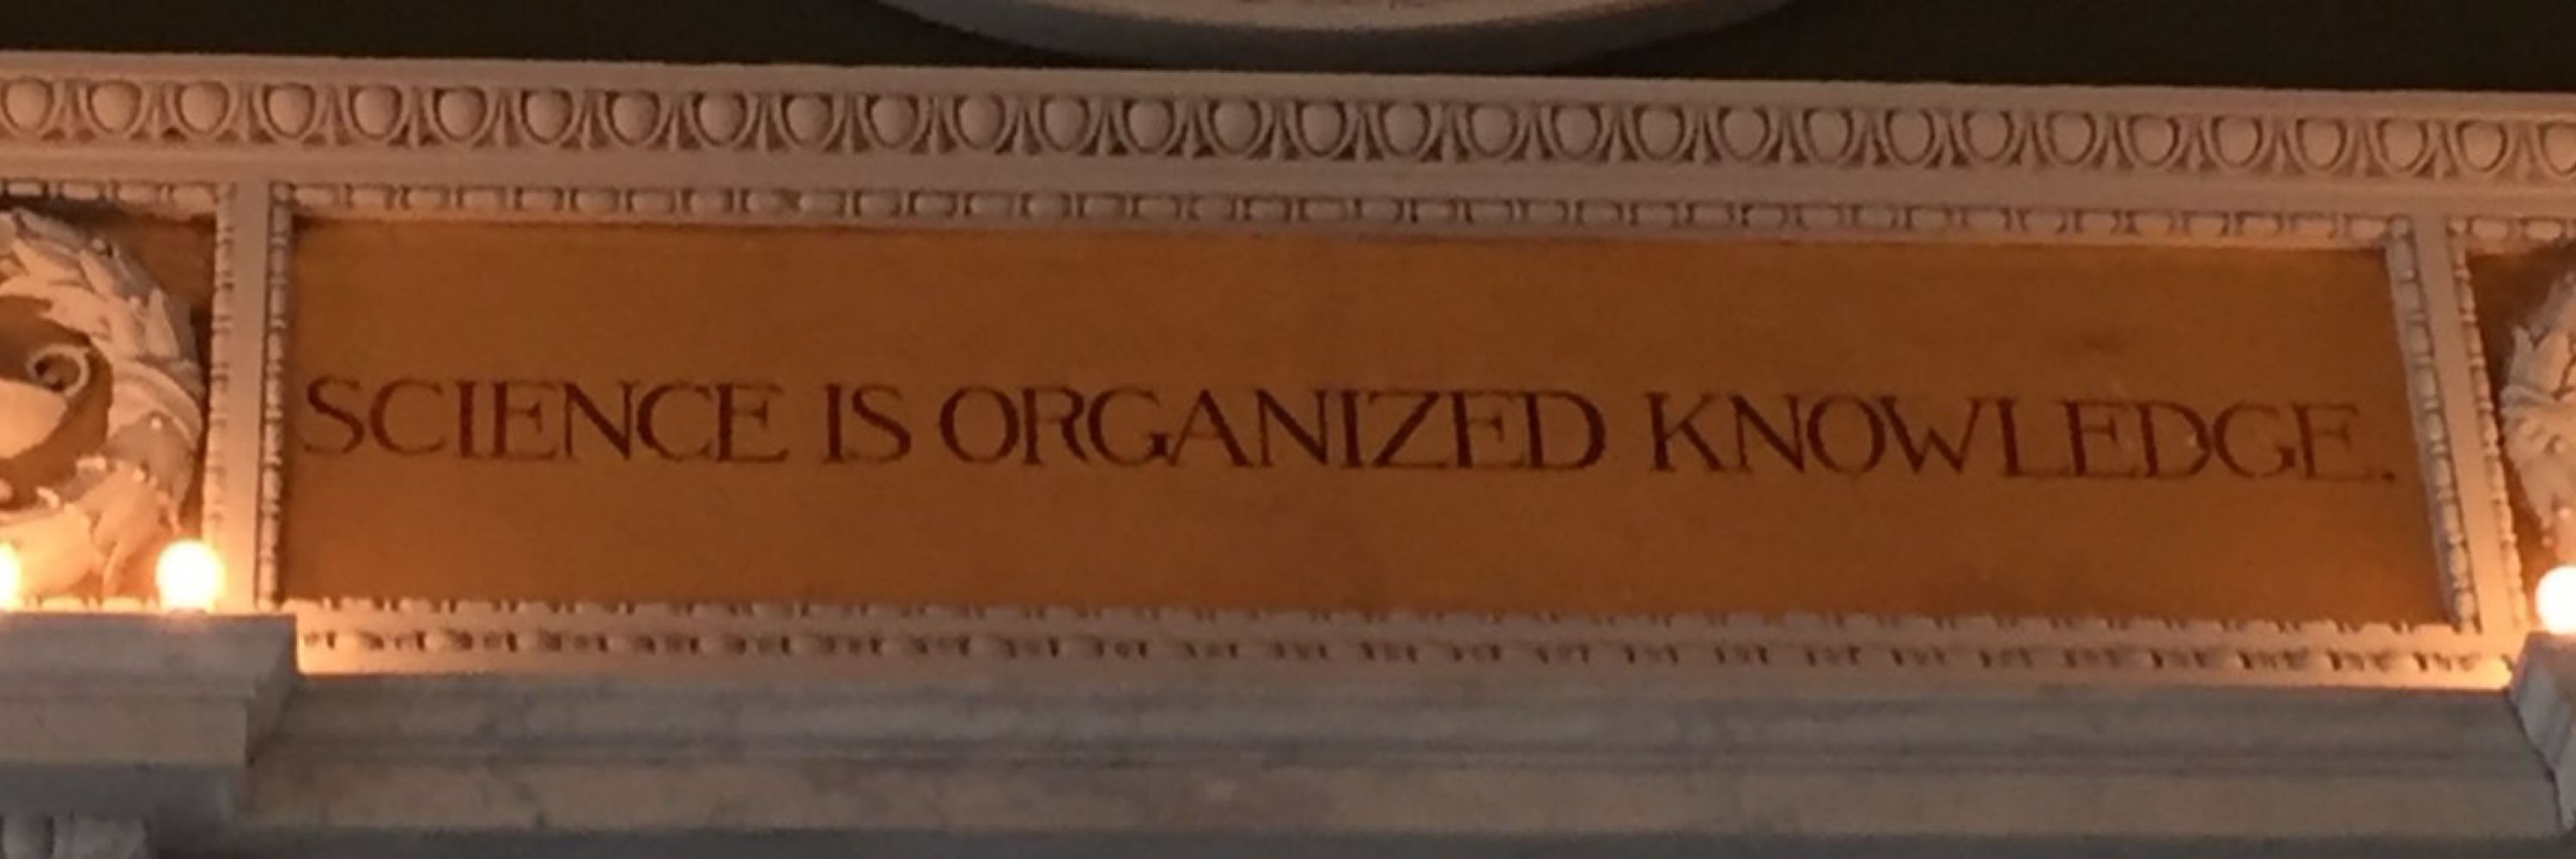 SCIENCE IS ORGANIZED KNOWLEDGE.